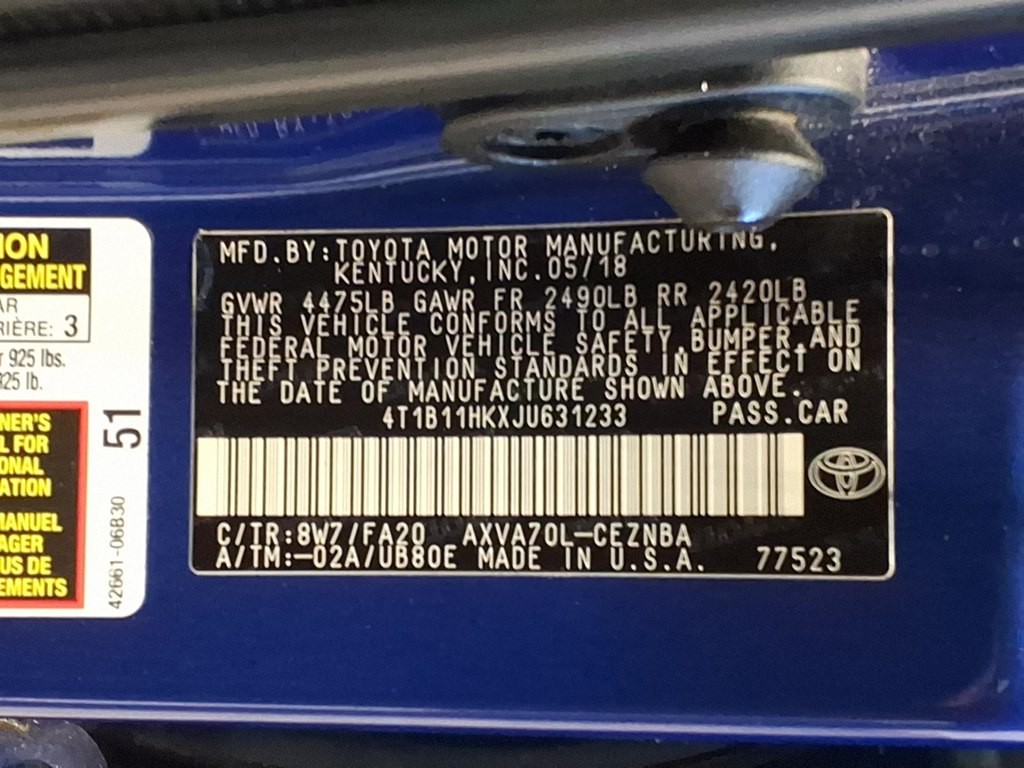 ION
GEMENT
AR
RIÈRE: 3
925 lbs.
25 lb.
NER'S
L FOR
ONAL
ATION
MANUEL
AGER
US DE
EMENTS
51
42661-06B30
MFD.BY:TOYOTA MOTOR MANUFACTURING,
KENTUCKY,INC.05/18
GVWR 4475LB GAWR FR 2490LB RR 2420LB
THIS VEHICLE CONFORMS TO ALL APPLICABLE
FEDERAL MOTOR VEHICLE SAFETY,BUMPER,AND
THEFT PREVENTION STANDARDS IN EFFECT ON
THE DATE OF MANUFACTURE SHOWN ABOVE.
4T1B11HKXJU631233 PASS.CAR
C/TR:8W7/FA20 AXVA70L-CEZNBA
A/TM:-02A/UB80E MADE IN U.S.A. 77523